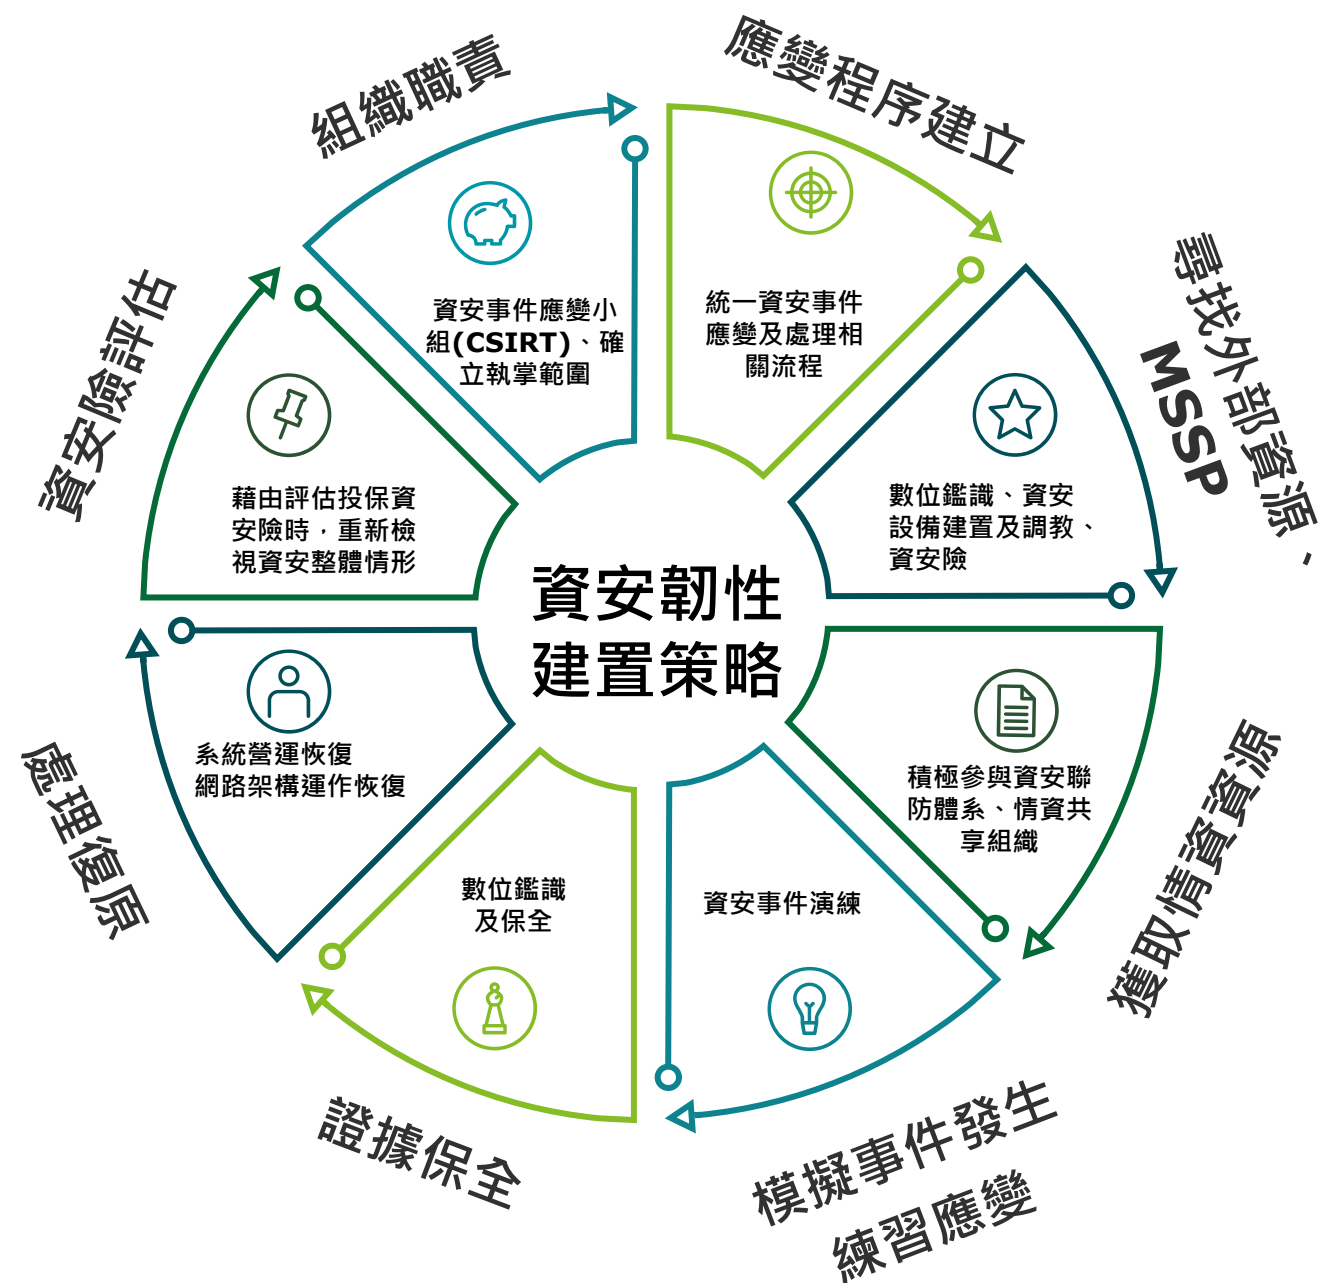 組織職責
資安事件應變小
組(CSIRT)、確
立執掌範圍
應變程序建立
統一資安事件
應變及處理相
關流程
尋找外部資源、
MSSP
數位鑑識、資安
設備建置及調教、
資安險
獲取情資資源
積極參與資安聯
防體系、情資共
享組織
模擬事件發生
練習應變
資安事件演練
證據保全
數位鑑識
及保全
處理復原
系統營運恢復
網路架構運作恢復
資安險評估
藉由評估投保資
安險時，重新檢
視資安整體情形
資安韌性
建置策略